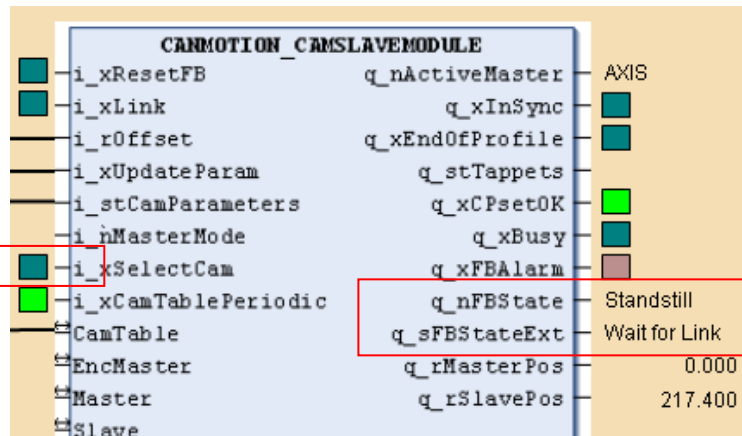 CANMOTION_CAMSLAVEMODULE
i_xResetFB q_nActiveMaster AXIS
i_xLink q_xInSync
i_rOffset q_xEndOfProfile
i_xUpdateParam q_stTappets
i_stCamParameters q_xCPsetOK
i_nMasterMode q_xBusy
i_xSelectCam q_xFBAlarm
i_xCamTablePeriodic q_nFBState Standstill
CamTable q_sFBStateExt Wait for Link
EncMaster q_rMasterPos 0.000
Master q_rSlavePos 217.400
Slave